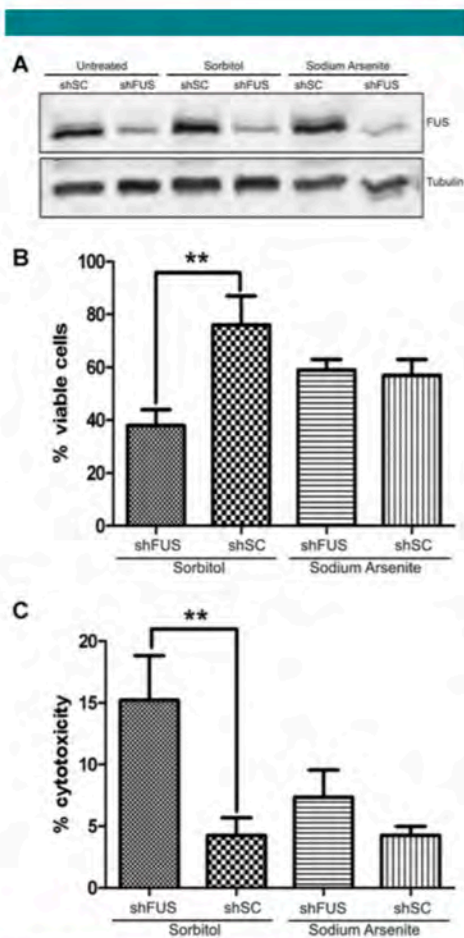 A
Untreated Sorbitol Sodium Arsenite
shSC shFUS shSC shFUS shSC shFUS
FUS
Tubulin
B
**
100
80
60
40
20
0
% viable cells
shFUS shSC shFUS shSC
Sorbitol Sodium Arsenite
C
**
20
15
10
5
0
% cytotoxicity
shFUS shSC shFUS shSC
Sorbitol Sodium Arsenite